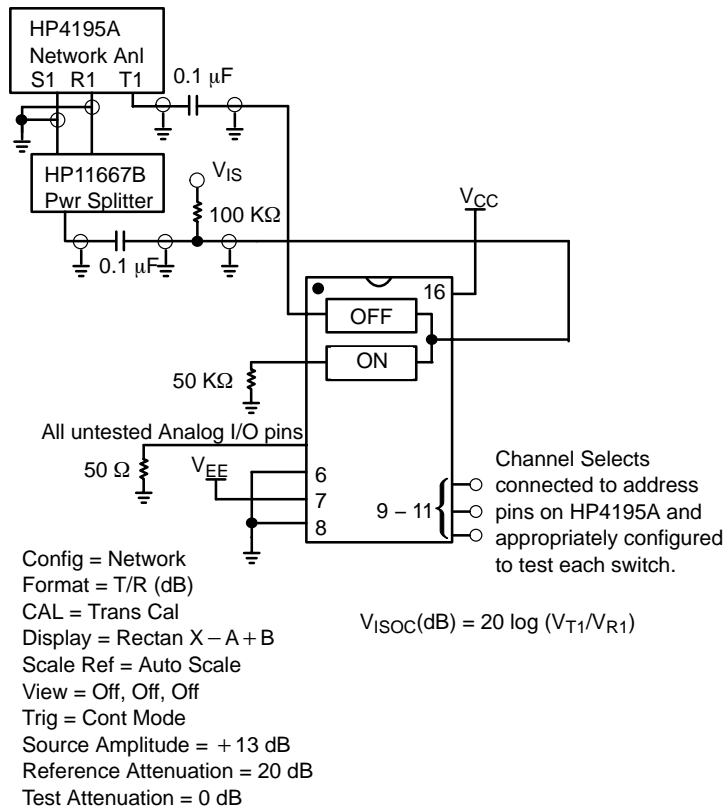 HP4195A
Network Anl
S1 R1 T1
0.1 μF
HP11667B
Pwr Splitter
VIS
100 KΩ
VCC
0.1 μF
16
OFF
ON
50 KΩ
All untested Analog I/O pins
50 Ω
VEE
6
7
8
9 – 11
Channel Selects
connected to address
pins on HP4195A and
appropriately configured
to test each switch.
Config = Network
Format = T/R (dB)
CAL = Trans Cal
Display = Rectan X – A + B
Scale Ref = Auto Scale
View = Off, Off, Off
Trig = Cont Mode
Source Amplitude = + 13 dB
Reference Attenuation = 20 dB
Test Attenuation = 0 dB
VISOC(dB) = 20 log (VT1/VR1)